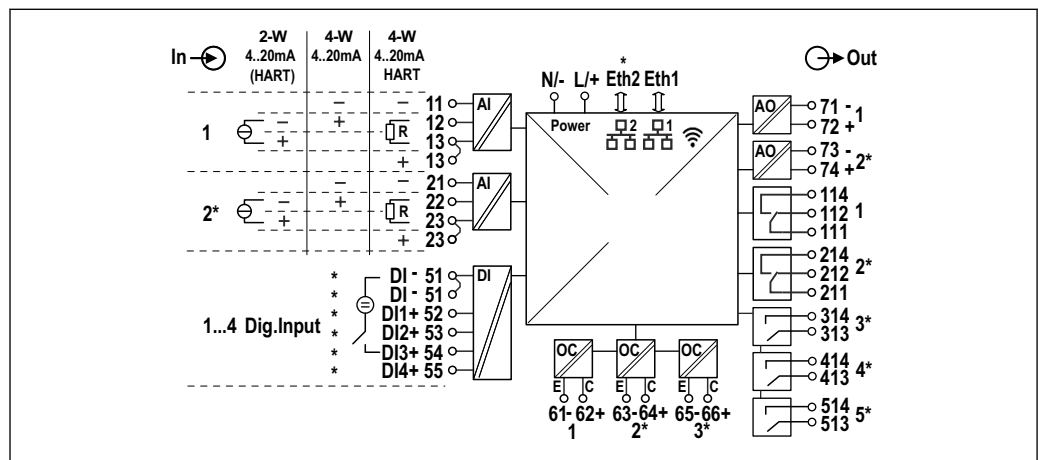 In
2-W
4..20mA
(HART)
4-W
4..20mA
4-W
4..20mA
HART
Out
N/-
L/+
*
Eth2
Eth1
Power
2
1
1
−
+
−
+
−
R
+
11
12
13
13
AI
2*
−
+
−
+
−
R
+
21
22
23
23
AI
1...4 Dig.Input
* DI - 51
* DI - 51
* DI1+ 52
* DI2+ 53
* DI3+ 54
* DI4+ 55
DI
AO
71 -
72 +
1
AO
73 -
74 +
2*
114
112
111
1
214
212
211
2*
314
313
3*
414
413
4*
514
513
5*
OC
OC
OC
E C
E C
E C
61- 62+
63-64+
65-66+
1
2*
3*